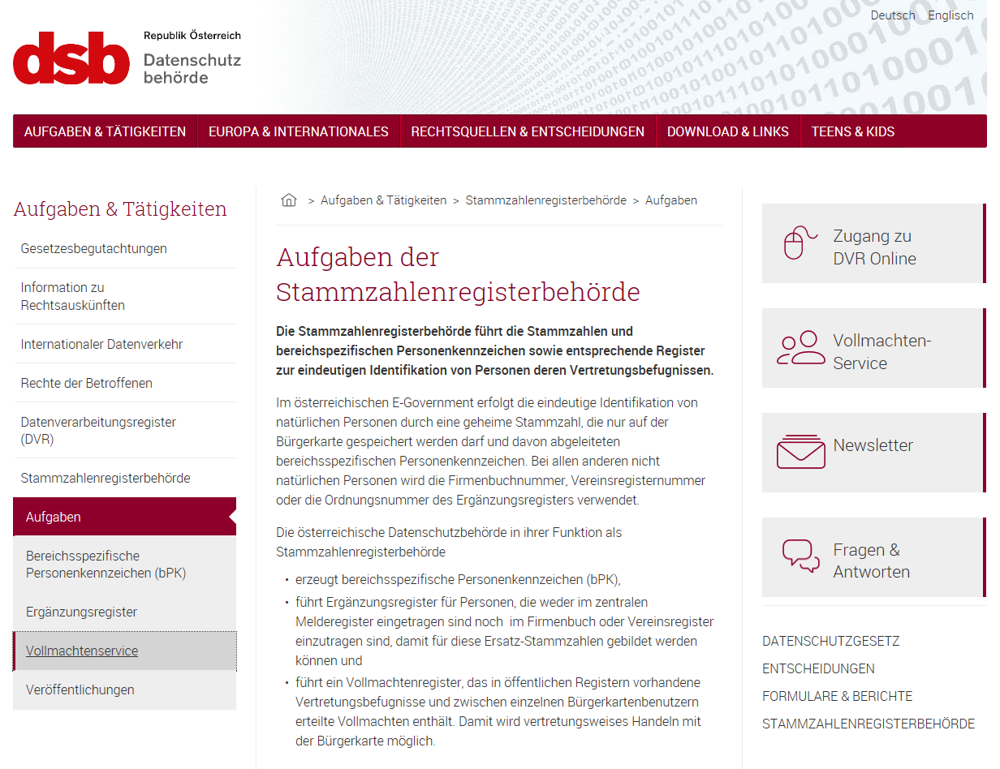 Deutsch Englisch
dsb
Republik Österreich
Datenschutz
behörde
AUFGABEN & TÄTIGKEITEN EUROPA & INTERNATIONALES RECHTSQUELLEN & ENTSCHEIDUNGEN DOWNLOAD & LINKS TEENS & KIDS
Aufgaben & Tätigkeiten
Gesetzesbegutachtungen
Information zu
Rechtsauskünften
Internationaler Datenverkehr
Rechte der Betroffenen
Datenverarbeitungsregister
(DVR)
Stammzahlenregisterbehörde
Aufgaben
Bereichsspezifische
Personenkennzeichen (bPK)
Ergänzungsregister
Vollmachtenservice
Veröffentlichungen
> Aufgaben & Tätigkeiten > Stammzahlenregisterbehörde > Aufgaben
Aufgaben der
Stammzahlenregisterbehörde
Die Stammzahlenregisterbehörde führt die Stammzahlen und
bereichspezifischen Personenkennzeichen sowie entsprechende Register
zur eindeutigen Identifikation von Personen deren Vertretungsbefugnissen.
Im österreichischen E-Government erfolgt die eindeutige Identifikation von
natürlichen Personen durch eine geheime Stammzahl, die nur auf der
Bürgerkarte gespeichert werden darf und davon abgeleiteten
bereichsspezifischen Personenkennzeichen. Bei allen anderen nicht
natürlichen Personen wird die Firmenbuchnummer, Vereinsregisternummer
oder die Ordnungsnummer des Ergänzungsregisters verwendet.
Die österreichische Datenschutzbehörde in ihrer Funktion als
Stammzahlenregisterbehörde
• erzeugt bereichsspezifische Personenkennzeichen (bPK),
• führt Ergänzungsregister für Personen, die weder im zentralen
Melderegister eingetragen sind noch im Firmenbuch oder Vereinsregister
einzutragen sind, damit für diese Ersatz-Stammzahlen gebildet werden
können und
• führt ein Vollmachtenregister, das in öffentlichen Registern vorhandene
Vertretungsbefugnisse und zwischen einzelnen Bürgerkartenbenutzern
erteilte Vollmachten enthält. Damit wird vertretungsweises Handeln mit
der Bürgerkarte möglich.
Zugang zu
DVR Online
Vollmachten-
Service
Newsletter
Fragen &
Antworten
DATENSCHUTZGESETZ
ENTSCHEIDUNGEN
FORMULARE & BERICHTE
STAMMZAHLENREGISTERBEHÖRDE